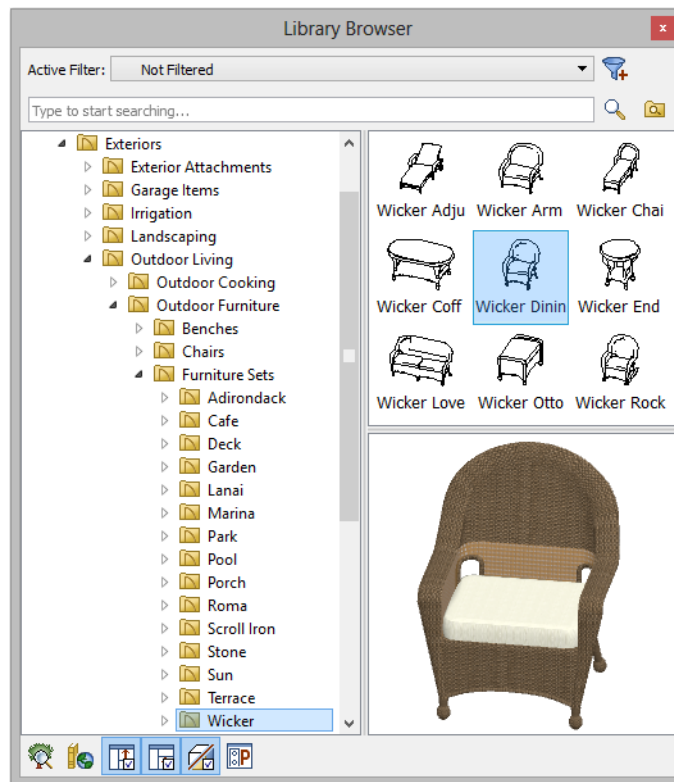 Library Browser
x
Active Filter: Not Filtered
Type to start searching...
Exteriors
Exterior Attachments
Garage Items
Irrigation
Landscaping
Outdoor Living
Outdoor Cooking
Outdoor Furniture
Benches
Chairs
Furniture Sets
Adirondack
Cafe
Deck
Garden
Lanai
Marina
Park
Pool
Porch
Roma
Scroll Iron
Stone
Sun
Terrace
Wicker
Wicker Adju Wicker Arm Wicker Chai
Wicker Coff Wicker Dinin Wicker End
Wicker Love Wicker Otto Wicker Rock
P